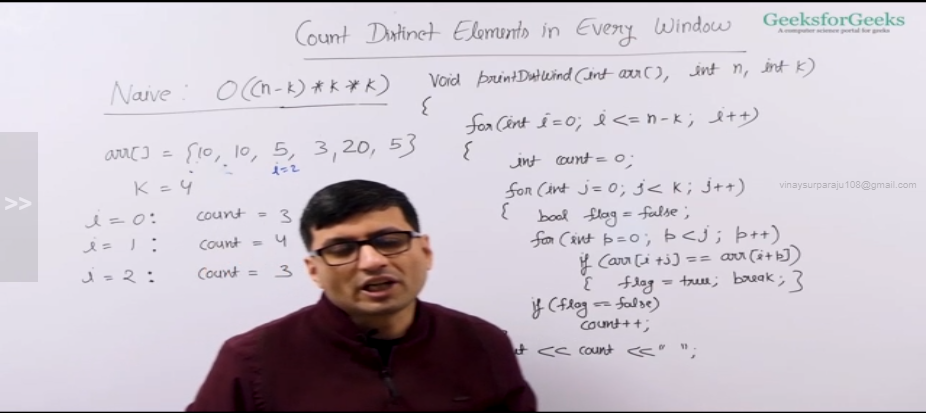 Count Distinct Elements in Every Window
GeeksforGeeks
A computer science portal for geeks
Naive: O((n-k)*k*k)
arr[] = {10, 10, 5, 3, 20, 5}
i=2
K = 4
i = 0: count = 3
i = 1: count = 4
i = 2: count = 3
void printDistWind(int arr[], int n, int k)
{
for(int i=0; i<=n-k; i++)
{
int count=0;
for(int j=0; j<k; j++)
{ bool flag=false;
for(int p=0; p<j; p++)
if (arr[i+j] == arr[i+p])
{ flag = true; break; }
if (flag == false)
count++;
<< count << " ";
vinaysurparaju108@gmail.com
>>